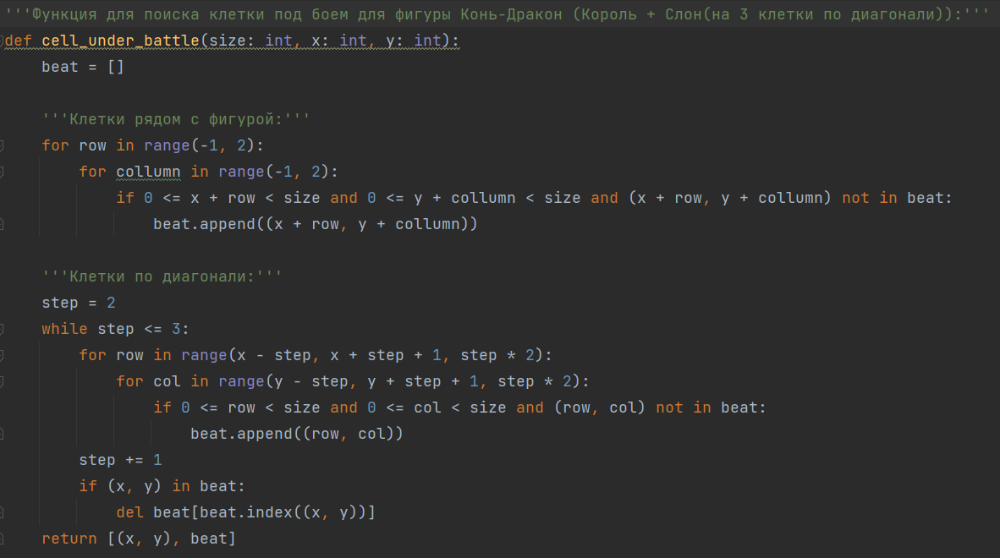 '''Функция для поиска клетки под боем для фигуры Конь-Дракон (Король + Слон(на 3 клетки по диагонали)):'''
def cell_under_battle(size: int, x: int, y: int):
    beat = []

    '''Клетки рядом с фигурой:'''
    for row in range(-1, 2):
        for collumn in range(-1, 2):
            if 0 <= x + row < size and 0 <= y + collumn < size and (x + row, y + collumn) not in beat:
                beat.append((x + row, y + collumn))

    '''Клетки по диагонали:'''
    step = 2
    while step <= 3:
        for row in range(x - step, x + step + 1, step * 2):
            for col in range(y - step, y + step + 1, step * 2):
                if 0 <= row < size and 0 <= col < size and (row, col) not in beat:
                    beat.append((row, col))
        step += 1
        if (x, y) in beat:
            del beat[beat.index((x, y))]
    return [(x, y), beat]